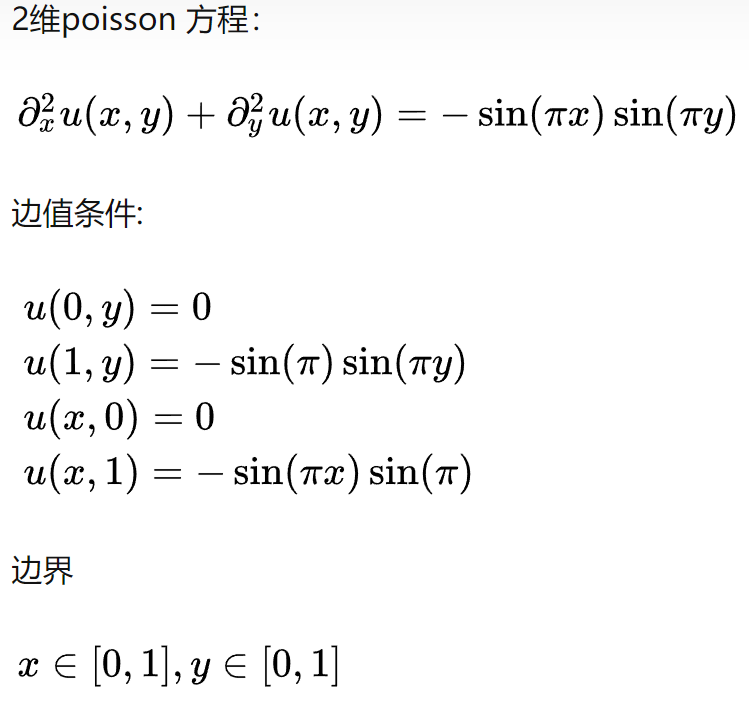 2维poisson 方程：
∂²ₓu(x, y) + ∂²ᵧu(x, y) = − sin(πx) sin(πy)
边值条件:
u(0, y) = 0
u(1, y) = − sin(π) sin(πy)
u(x, 0) = 0
u(x, 1) = − sin(πx) sin(π)
边界
x ∈ [0, 1], y ∈ [0, 1]